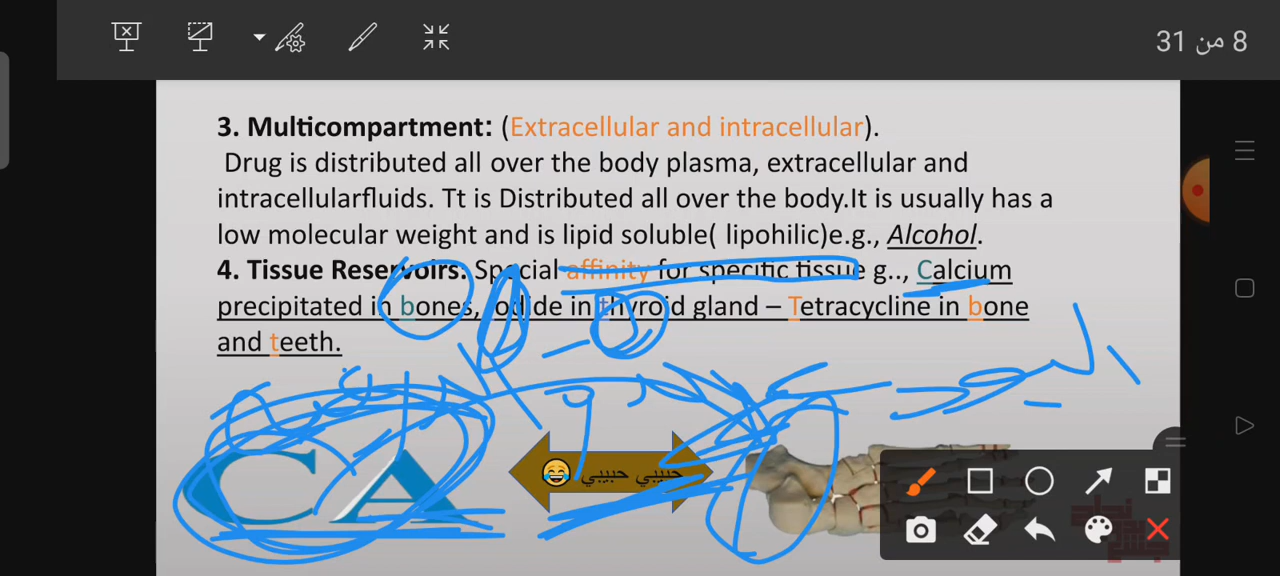 8 من 31
3. Multicompartment: (Extracellular and intracellular).
Drug is distributed all over the body plasma, extracellular and
intracellularfluids. Tt is Distributed all over the body.It is usually has a
low molecular weight and is lipid soluble( lipohilic)e.g., Alcohol.
4. Tissue Reservoirs. Special affinity for specific tissue g.., Calcium
precipitated in bones, Iodide in thyroid gland – Tetracycline in bone
and teeth.
CA
حبيبي حبيبي 😂